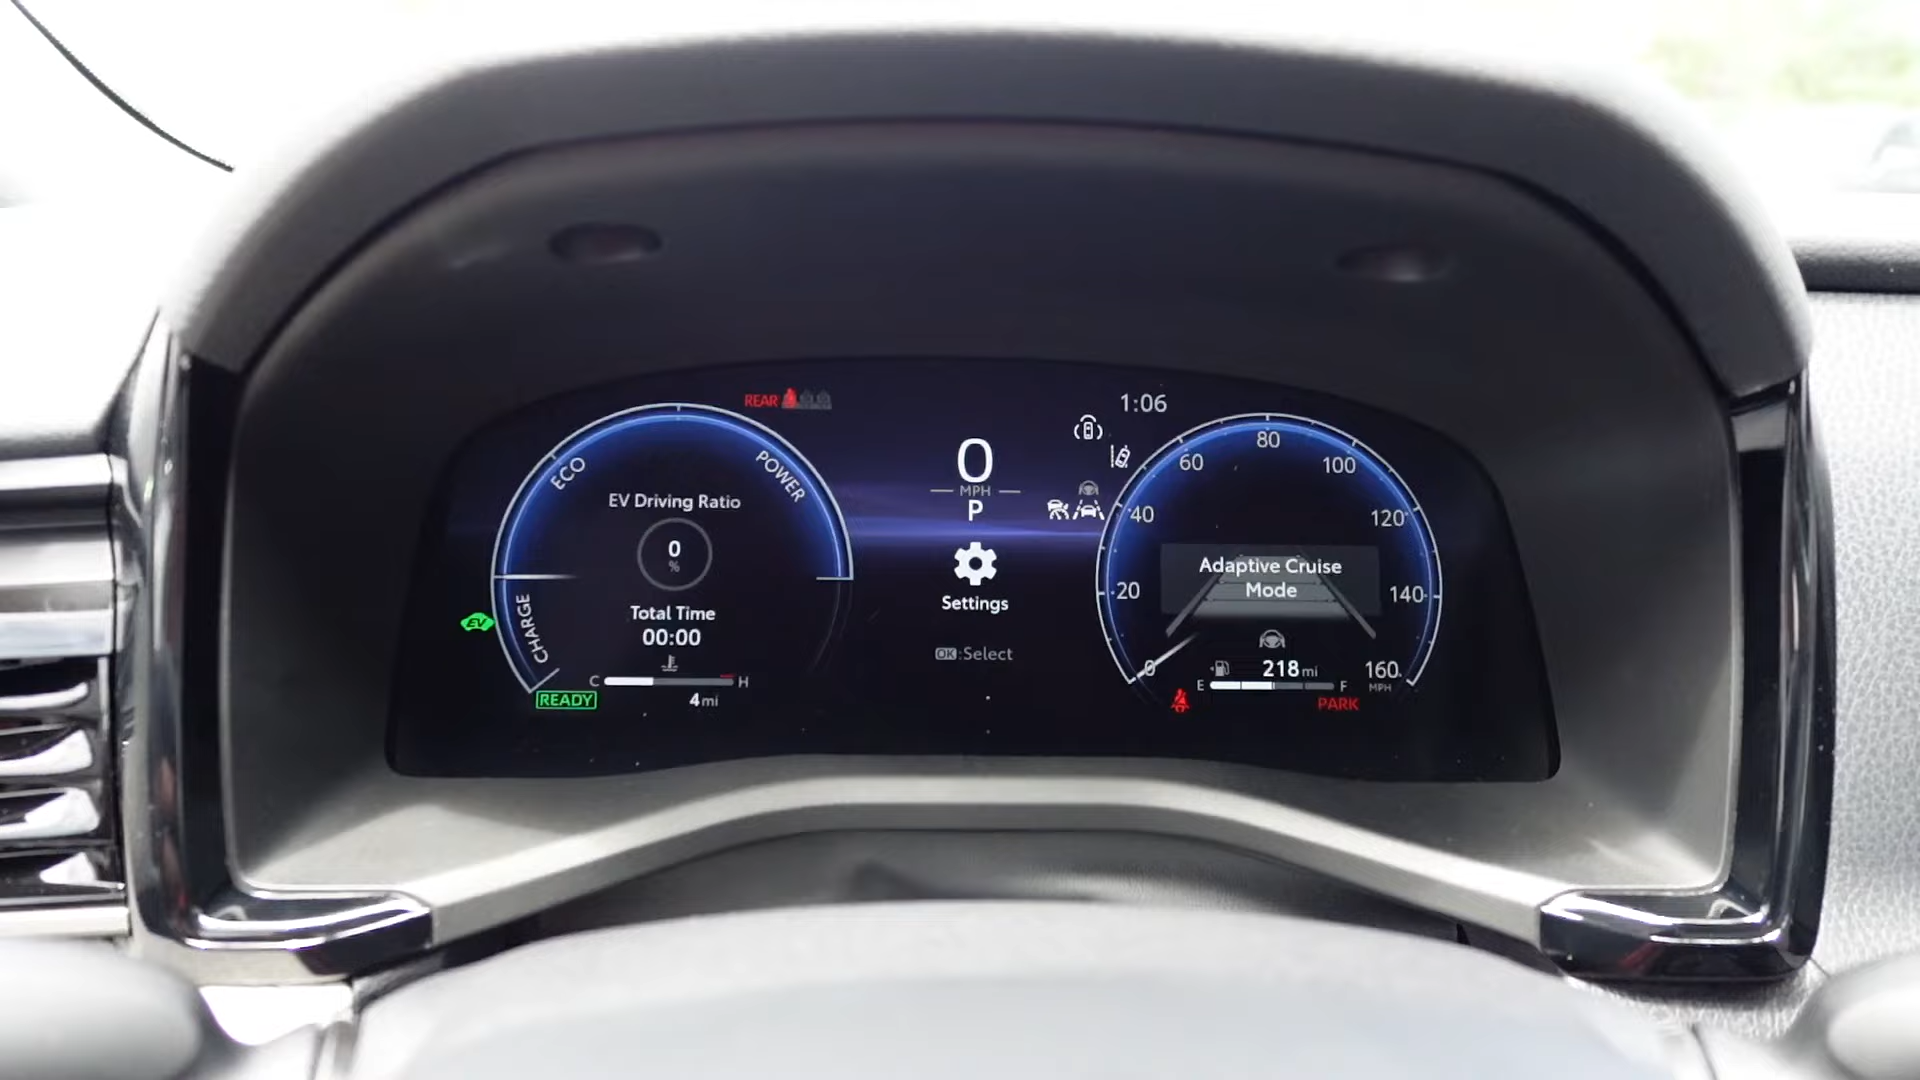 REAR
1:06
ECO
POWER
CHARGE
EV Driving Ratio
0
%
Total Time
00:00
C
H
4mi
EV
READY
0
MPH
P
Settings
OK:Select
0
20
40
60
80
100
120
140
160
MPH
Adaptive Cruise
Mode
218mi
E
F
PARK